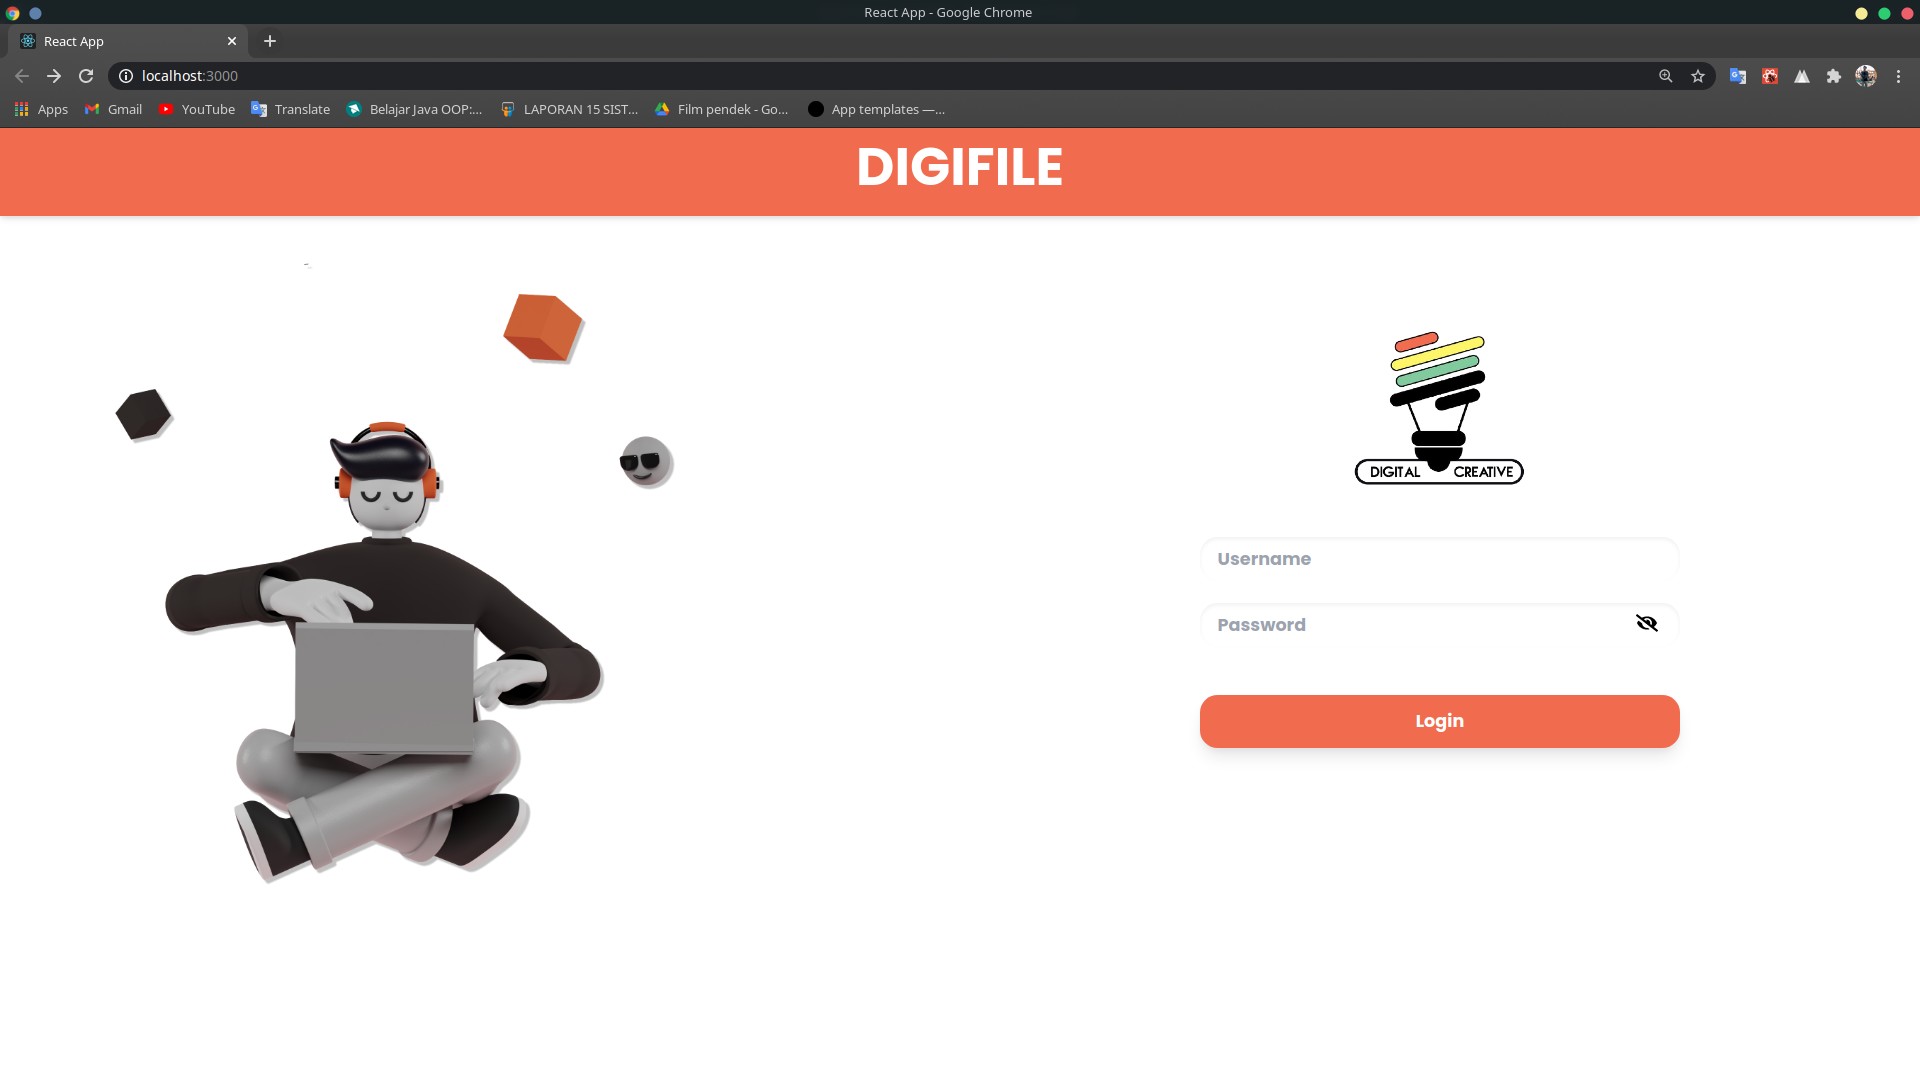 React App - Google Chrome
React App
localhost:3000
Apps
Gmail
YouTube
Translate
Belajar Java OOP:...
LAPORAN 15 SIST...
Film pendek - Go...
App templates —...
DIGIFILE
DIGITAL CREATIVE
Username
Password
Login